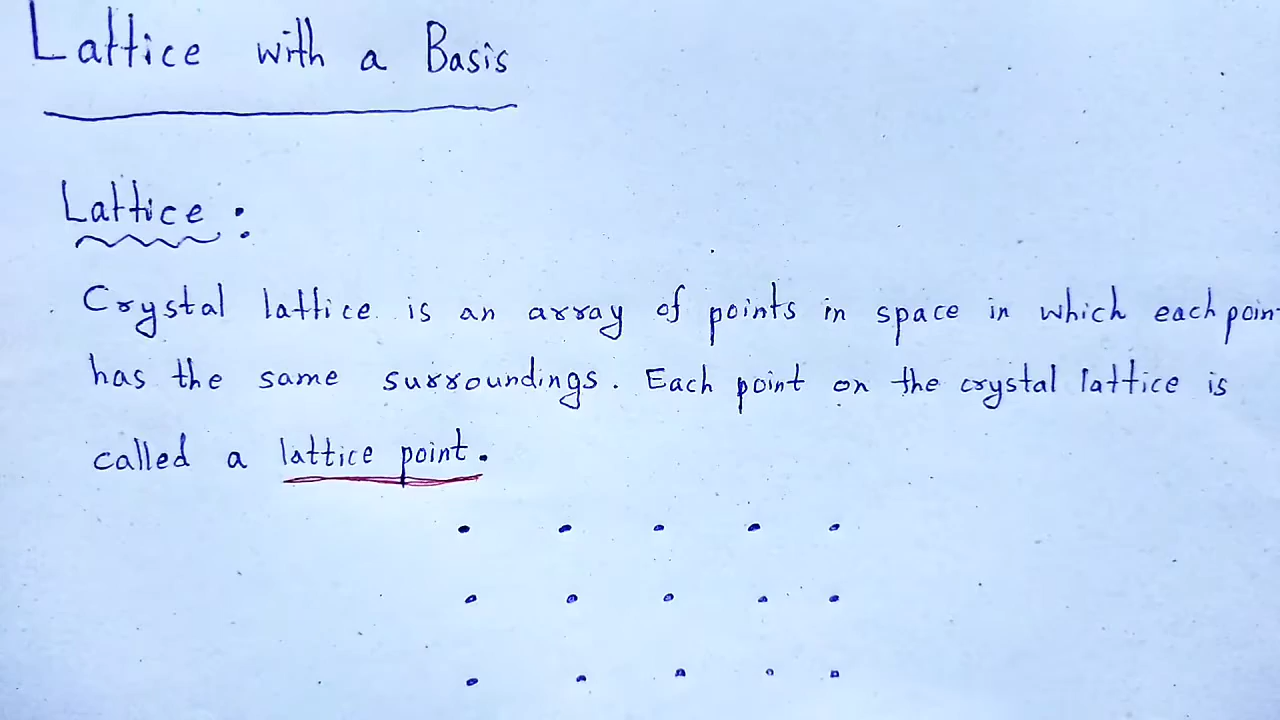 Lattice with a Basis
Lattice :
Crystal lattice is an array of points in space in which each poin
has the same surroundings. Each point on the crystal lattice is
called a lattice point.